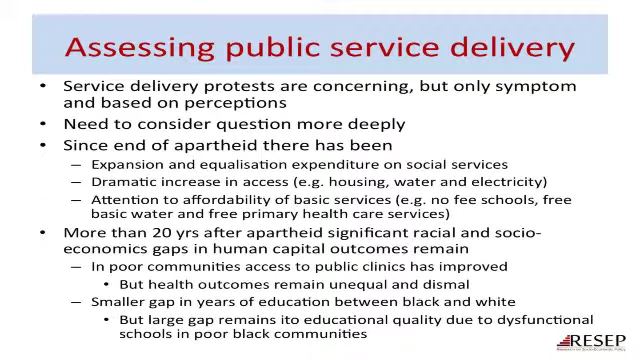 Assessing public service delivery
• Service delivery protests are concerning, but only symptom
and based on perceptions
• Need to consider question more deeply
• Since end of apartheid there has been
– Expansion and equalisation expenditure on social services
– Dramatic increase in access (e.g. housing, water and electricity)
– Attention to affordability of basic services (e.g. no fee schools, free
basic water and free primary health care services)
• More than 20 yrs after apartheid significant racial and socio-
economics gaps in human capital outcomes remain
– In poor communities access to public clinics has improved
• But health outcomes remain unequal and dismal
– Smaller gap in years of education between black and white
• But large gap remains ito educational quality due to dysfunctional
schools in poor black communities
RESEP